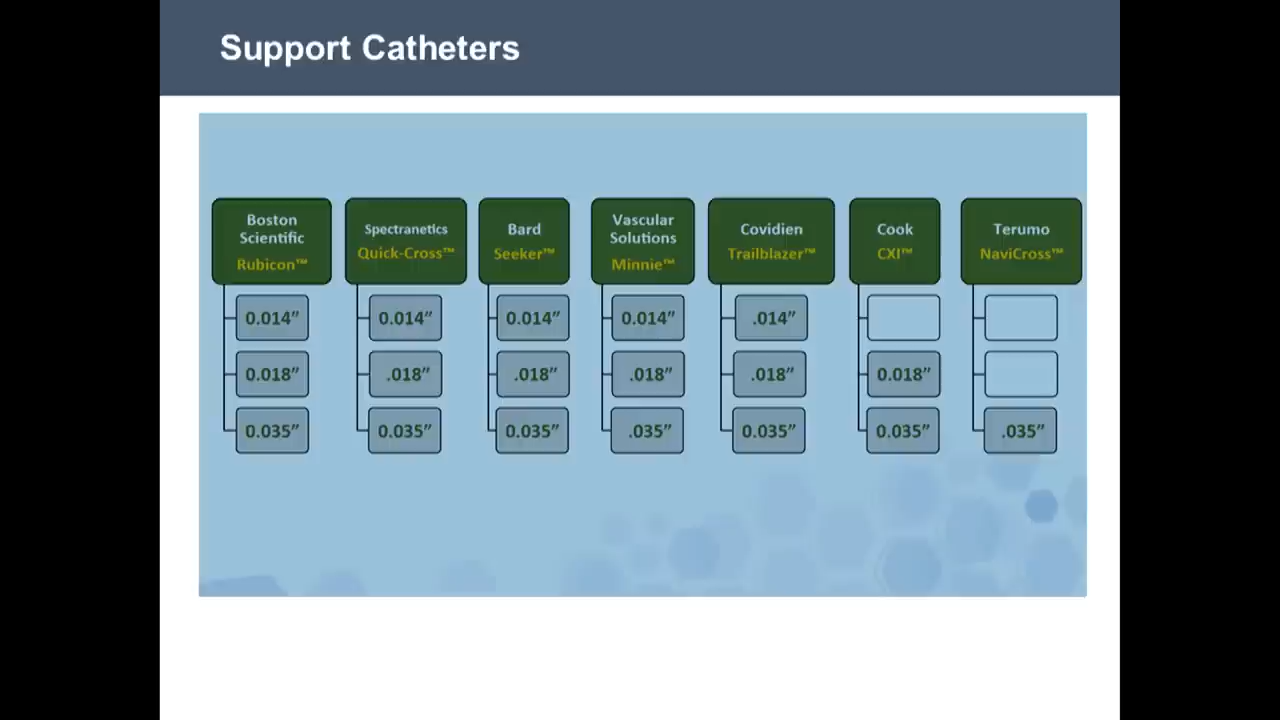 Support Catheters
Boston
Scientific
Rubicon™
0.014”
0.018”
0.035”
Spectranetics
Quick-Cross™
0.014”
.018”
0.035”
Bard
Seeker™
0.014”
.018”
0.035”
Vascular
Solutions
Minnie™
0.014”
.018”
.035”
Covidien
Trailblazer™
.014”
.018”
0.035”
Cook
CXI™
0.018”
0.035”
Terumo
NaviCross™
.035”